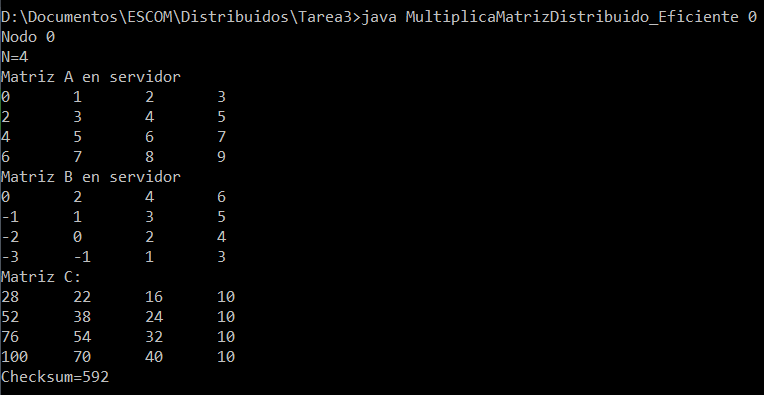 D:\Documentos\ESCOM\Distribuidos\Tarea3>java MultiplicaMatrizDistribuido_Eficiente 0
Nodo 0
N=4
Matriz A en servidor
0 1 2 3
2 3 4 5
4 5 6 7
6 7 8 9
Matriz B en servidor
0 2 4 6
-1 1 3 5
-2 0 2 4
-3 -1 1 3
Matriz C:
28 22 16 10
52 38 24 10
76 54 32 10
100 70 40 10
Checksum=592